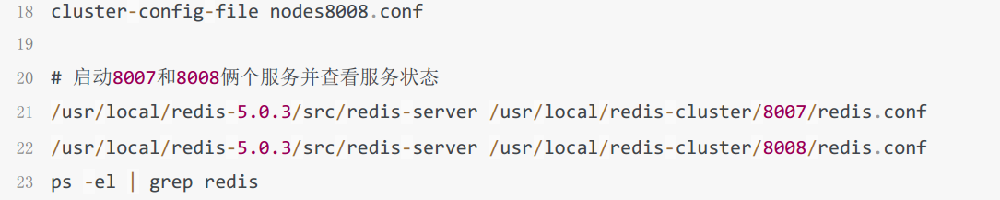 18 cluster-config-file nodes8008.conf
19
20 # 启动8007和8008俩个服务并查看服务状态
21 /usr/local/redis-5.0.3/src/redis-server /usr/local/redis-cluster/8007/redis.conf
22 /usr/local/redis-5.0.3/src/redis-server /usr/local/redis-cluster/8008/redis.conf
23 ps -el | grep redis